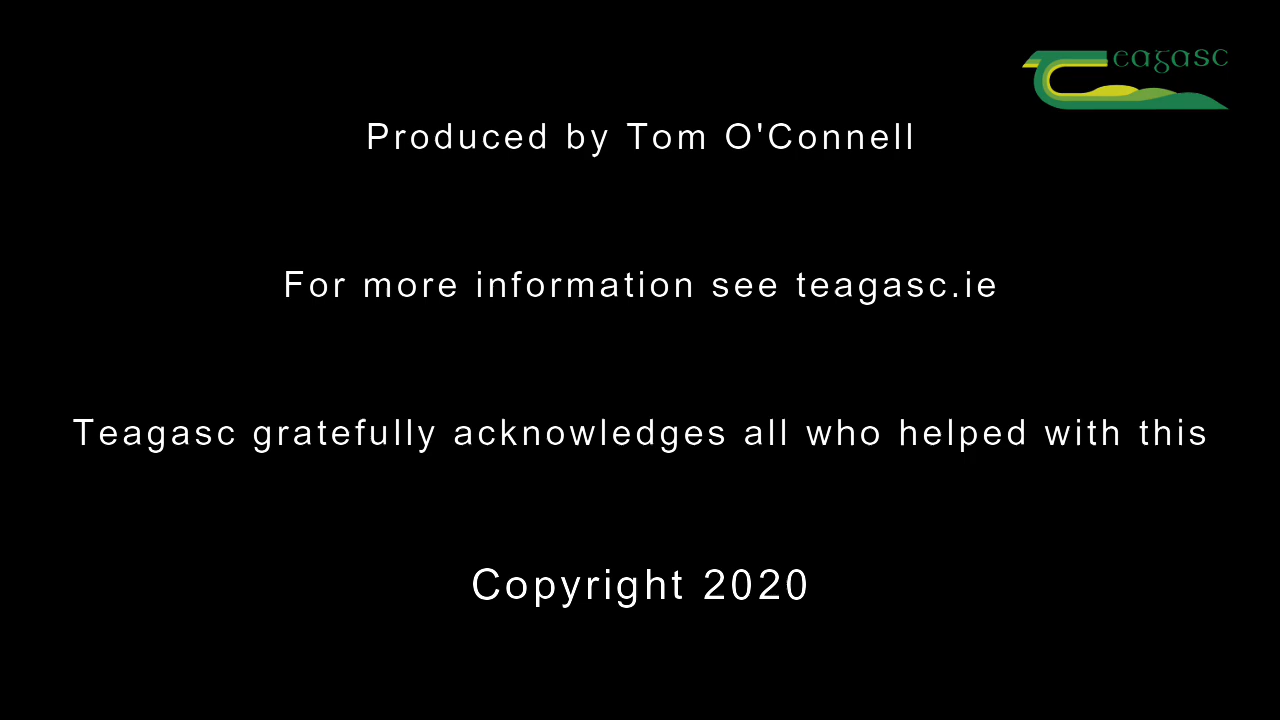 Teagasc
Produced by Tom O'Connell
For more information see teagasc.ie
Teagasc gratefully acknowledges all who helped with this
Copyright 2020